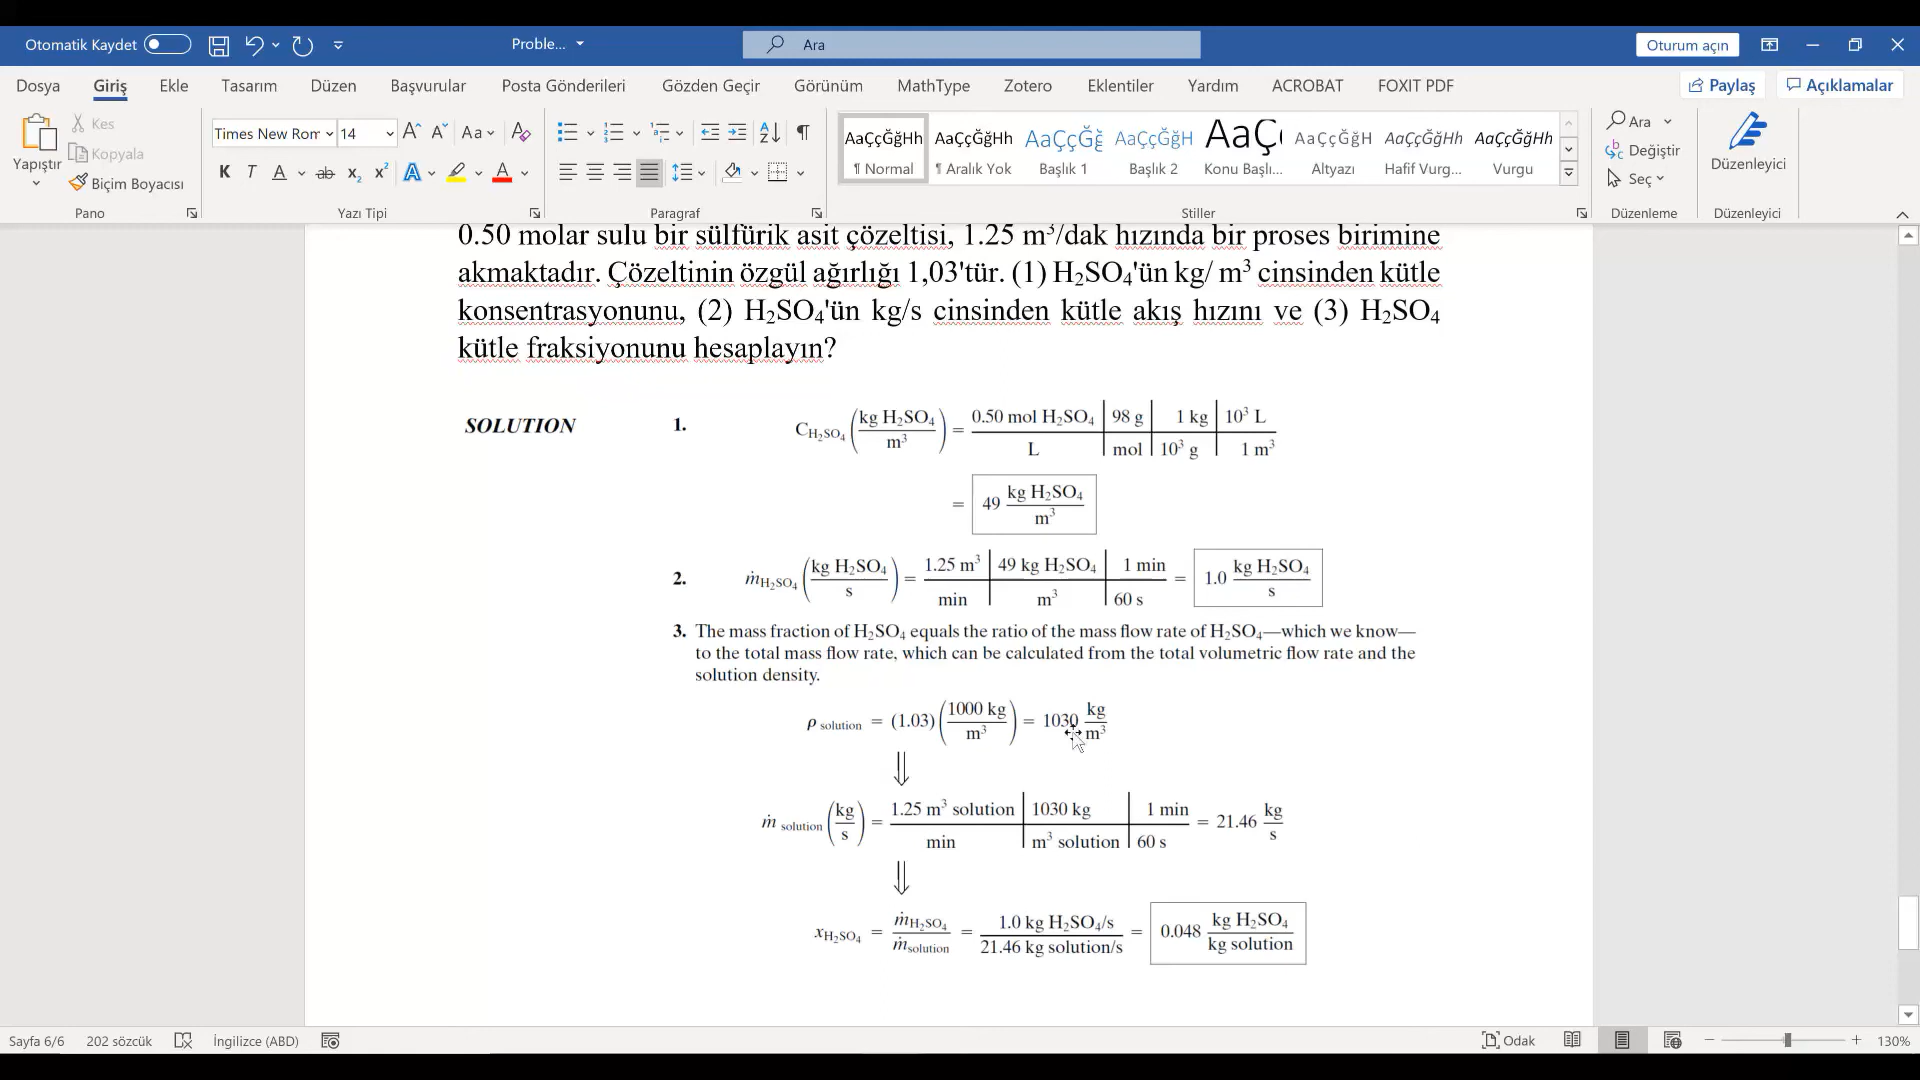 Otomatik Kaydet Proble... Ara Oturum açın
Dosya Giriş Ekle Tasarım Düzen Başvurular Posta Gönderileri Gözden Geçir Görünüm MathType Zotero Eklentiler Yardım ACROBAT FOXIT PDF Paylaş Açıklamalar
Yapıştır Kes Kopyala Biçim Boyacısı
Pano
Times New Rom 14
K T A ab x₂ x² A A
Yazı Tipi
Paragraf
AaÇçĞğHh AaÇçĞğHh AaÇçĞğ AaÇçĞğH AaÇ AaÇçĞğH AaÇçĞğHh AaÇçĞğHh
¶ Normal ¶ Aralık Yok Başlık 1 Başlık 2 Konu Başlı... Altyazı Hafif Vurg... Vurgu
Stiller
Ara
Değiştir
Seç
Düzenleme
Düzenleyici
Düzenleyici
0.50 molar sulu bir sülfürik asit çözeltisi, 1.25 m³/dak hızında bir proses birimine
akmaktadır. Çözeltinin özgül ağırlığı 1,03'tür. (1) H₂SO₄'ün kg/ m³ cinsinden kütle
konsentrasyonunu, (2) H₂SO₄'ün kg/s cinsinden kütle akış hızını ve (3) H₂SO₄
kütle fraksiyonunu hesaplayın?
SOLUTION
1. C_H₂SO₄ (kg H₂SO₄ / m³) = 0.50 mol H₂SO₄ | 98 g | 1 kg | 10³ L
L | mol | 10³ g | 1 m³
= 49 kg H₂SO₄ / m³
2. ṁ_H₂SO₄ (kg H₂SO₄ / s) = 1.25 m³ | 49 kg H₂SO₄ | 1 min = 1.0 kg H₂SO₄ / s
min | m³ | 60 s
3. The mass fraction of H₂SO₄ equals the ratio of the mass flow rate of H₂SO₄—which we know—
to the total mass flow rate, which can be calculated from the total volumetric flow rate and the
solution density.
ρ solution = (1.03) (1000 kg / m³) = 1030 kg / m³
⇓
ṁ solution (kg / s) = 1.25 m³ solution | 1030 kg | 1 min = 21.46 kg / s
min | m³ solution | 60 s
⇓
x_H₂SO₄ = ṁ_H₂SO₄ / ṁ_solution = 1.0 kg H₂SO₄/s / 21.46 kg solution/s = 0.048 kg H₂SO₄ / kg solution
Sayfa 6/6 202 sözcük İngilizce (ABD) Odak 130%